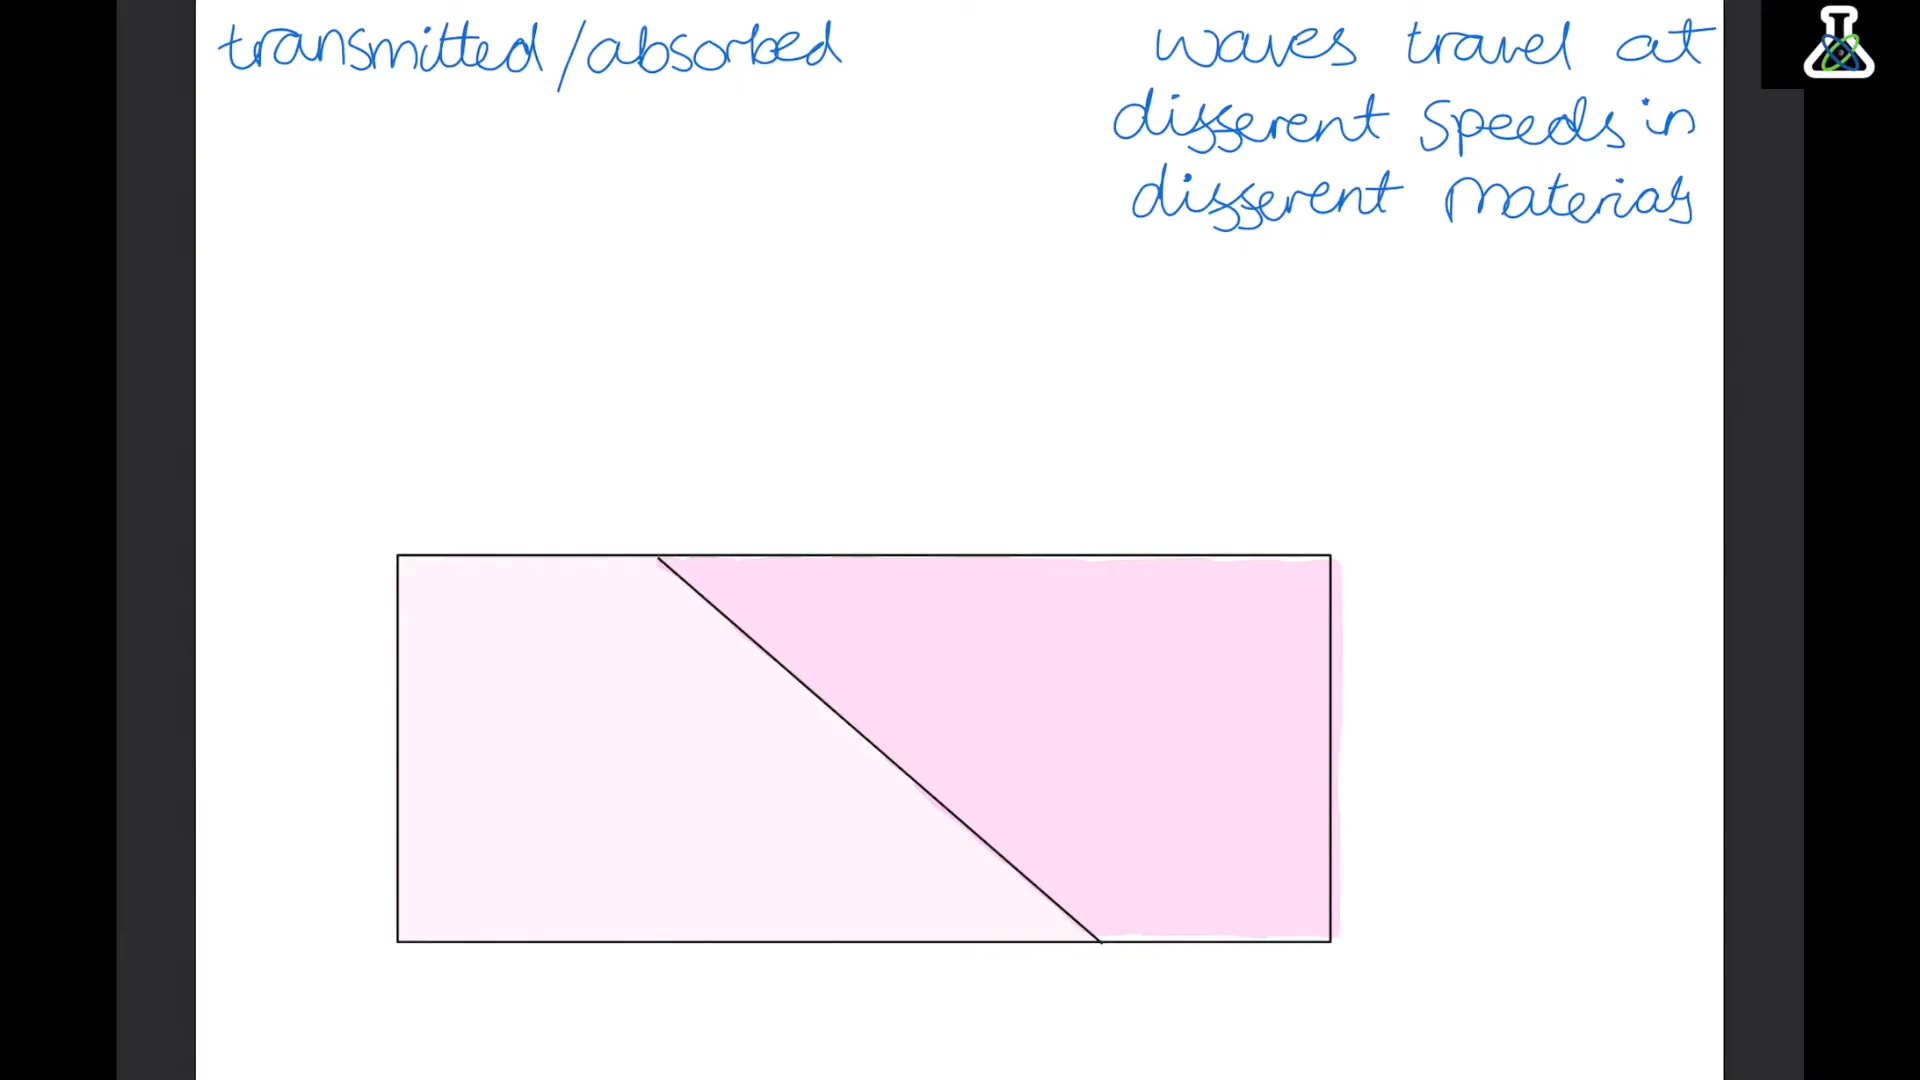 transmitted/absorbed
waves travel at
different speeds in
different materials